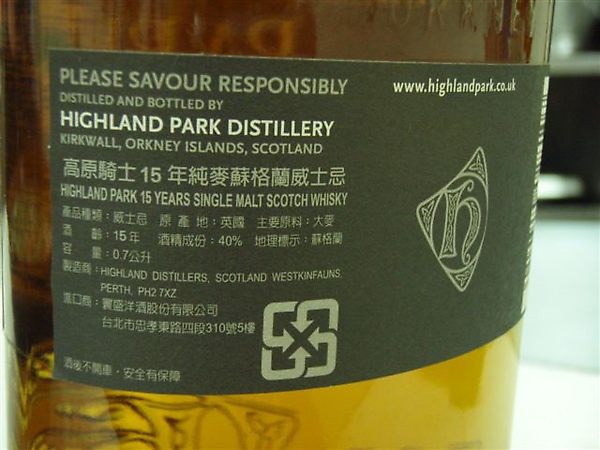 PLEASE SAVOUR RESPONSIBLY
www.highlandpark.co.uk
DISTILLED AND BOTTLED BY
HIGHLAND PARK DISTILLERY
KIRKWALL, ORKNEY ISLANDS, SCOTLAND
高原騎士 15 年純麥蘇格蘭威士忌
HIGHLAND PARK 15 YEARS SINGLE MALT SCOTCH WHISKY
產品種類：威士忌 原 產 地：英國 主要原料：大麥
酒 齡：15年 酒精成份：40% 地理標示：蘇格蘭
容 量：0.7公升
製造商：HIGHLAND DISTILLERS, SCOTLAND WESTKINFAUNS,
PERTH, PH2 7XZ
進口商：寰盛洋酒股份有限公司
台北市忠孝東路四段310號5樓
酒後不開車，安全有保障